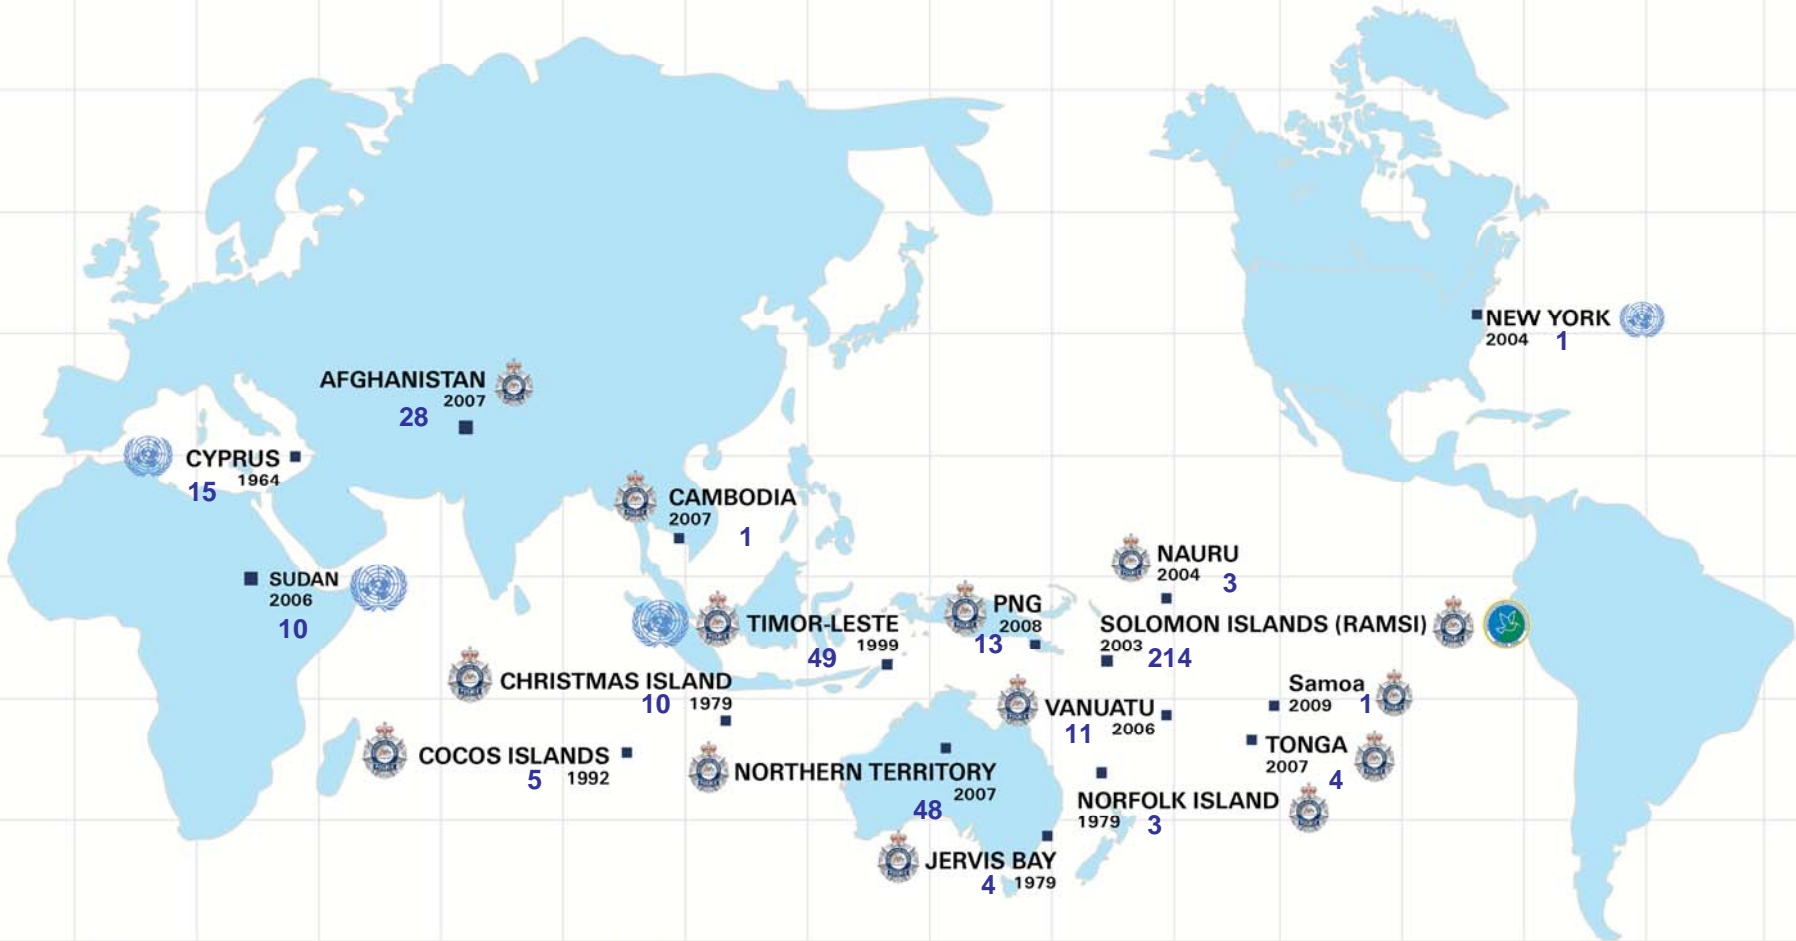 NEW YORK
2004 1
AFGHANISTAN
2007
28
CYPRUS
1964
15
CAMBODIA
2007
1
SUDAN
2006
10
NAURU
2004 3
PNG
2008
13
TIMOR-LESTE
1999
49
SOLOMON ISLANDS (RAMSI)
2003 214
CHRISTMAS ISLAND
10 1979
Samoa
2009 1
VANUATU
11 2006
COCOS ISLANDS
5 1992
TONGA
2007 4
NORTHERN TERRITORY
2007
48
NORFOLK ISLAND
1979 3
JERVIS BAY
4 1979